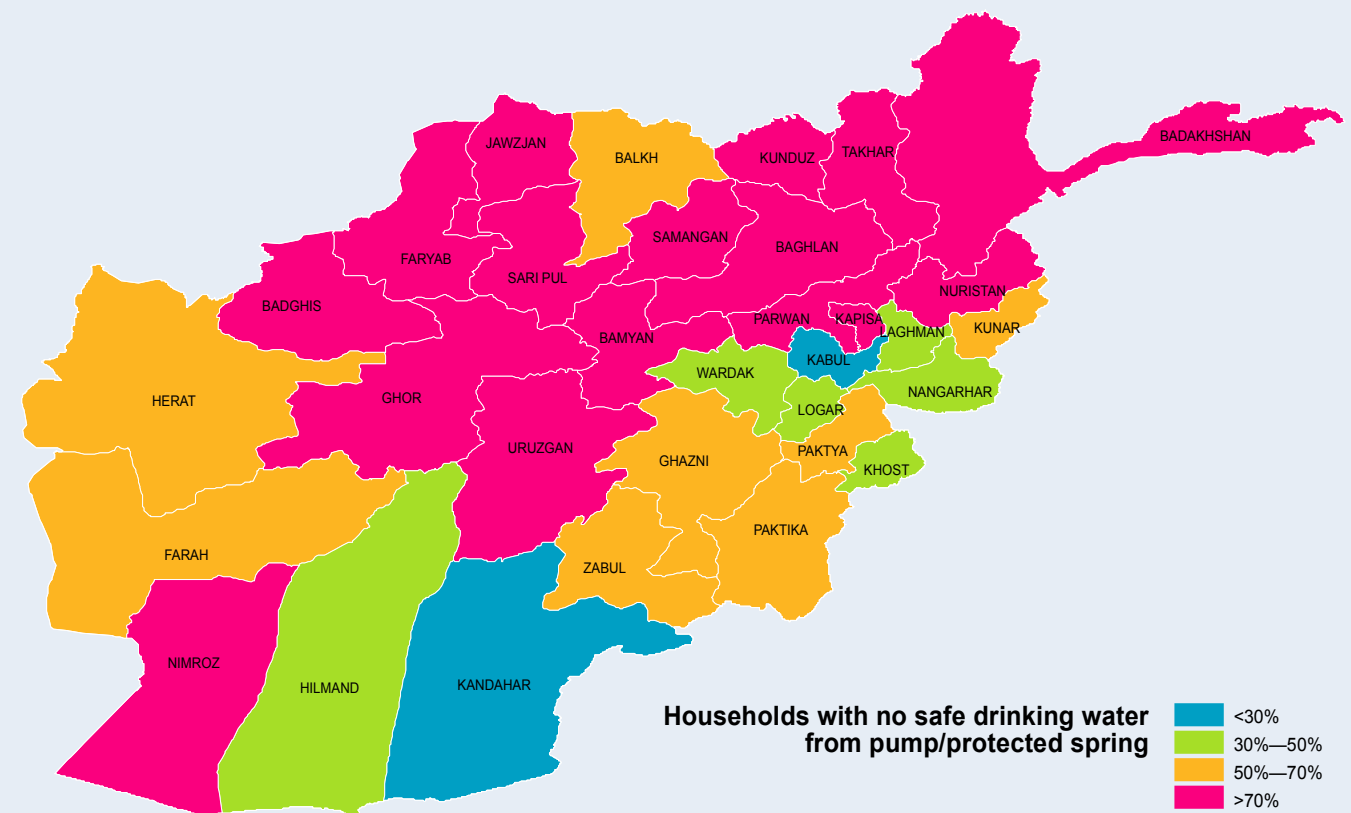 JAWZJAN
BALKH
KUNDUZ
TAKHAR
BADAKHSHAN
SAMANGAN
BAGHLAN
FARYAB
SARI PUL
BADGHIS
NURISTAN
PARWAN
KAPISA
LAGHMAN
KUNAR
BAMYAN
KABUL
WARDAK
NANGARHAR
HERAT
GHOR
LOGAR
URUZGAN
GHAZNI
PAKTYA
KHOST
PAKTIKA
FARAH
ZABUL
NIMROZ
HILMAND
KANDAHAR
Households with no safe drinking water
from pump/protected spring
<30%
30%—50%
50%—70%
>70%